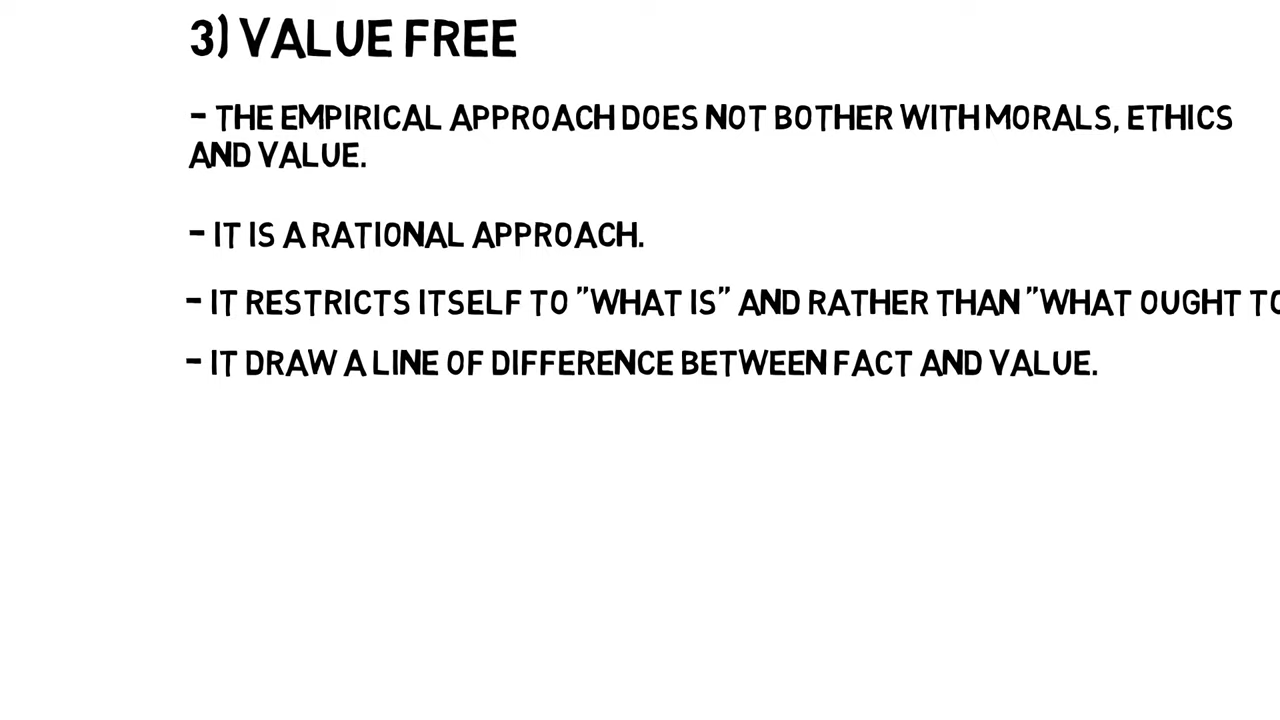 3) VALUE FREE
- THE EMPIRICAL APPROACH DOES NOT BOTHER WITH MORALS, ETHICS
AND VALUE.
- IT IS A RATIONAL APPROACH.
- IT RESTRICTS ITSELF TO "WHAT IS" AND RATHER THAN "WHAT OUGHT TO
- IT DRAW A LINE OF DIFFERENCE BETWEEN FACT AND VALUE.